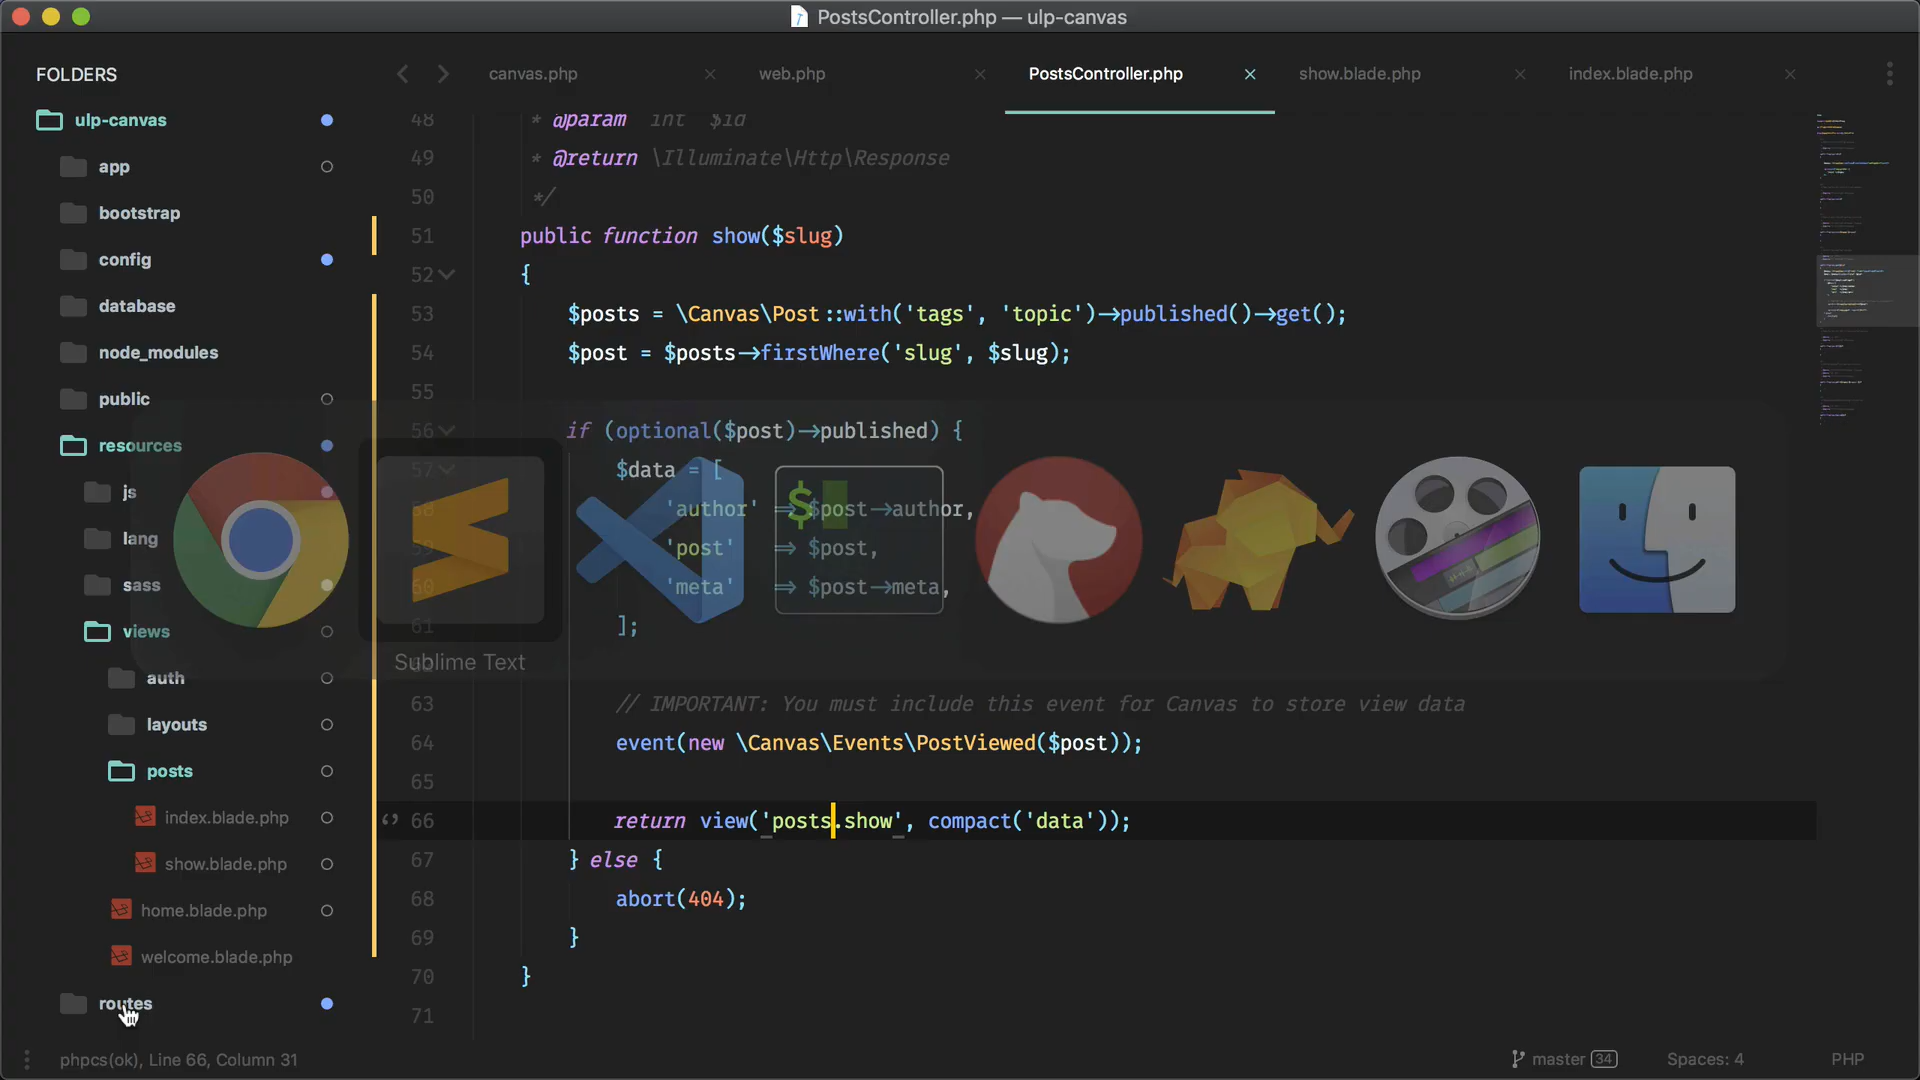 PostsController.php — ulp-canvas
FOLDERS
ulp-canvas
app
bootstrap
config
database
node_modules
public
resources
js
lang
sass
views
auth
layouts
posts
index.blade.php
show.blade.php
home.blade.php
welcome.blade.php
routes
canvas.php
web.php
PostsController.php
show.blade.php
index.blade.php
48 * @param int $id
49 * @return \Illuminate\Http\Response
50 */
51 public function show($slug)
52 {
53 $posts = \Canvas\Post::with('tags', 'topic')->published()->get();
54 $post = $posts->firstWhere('slug', $slug);
55
56 if (optional($post)->published) {
57 $data = [
'author' => $post->author,
'post' => $post,
60 'meta' => $post->meta,
61 ];
Sublime Text
63 // IMPORTANT: You must include this event for Canvas to store view data
64 event(new \Canvas\Events\PostViewed($post));
65
66 return view('posts.show', compact('data'));
67 } else {
68 abort(404);
69 }
70 }
71
phpcs(ok), Line 66, Column 31
master 34
Spaces: 4
PHP